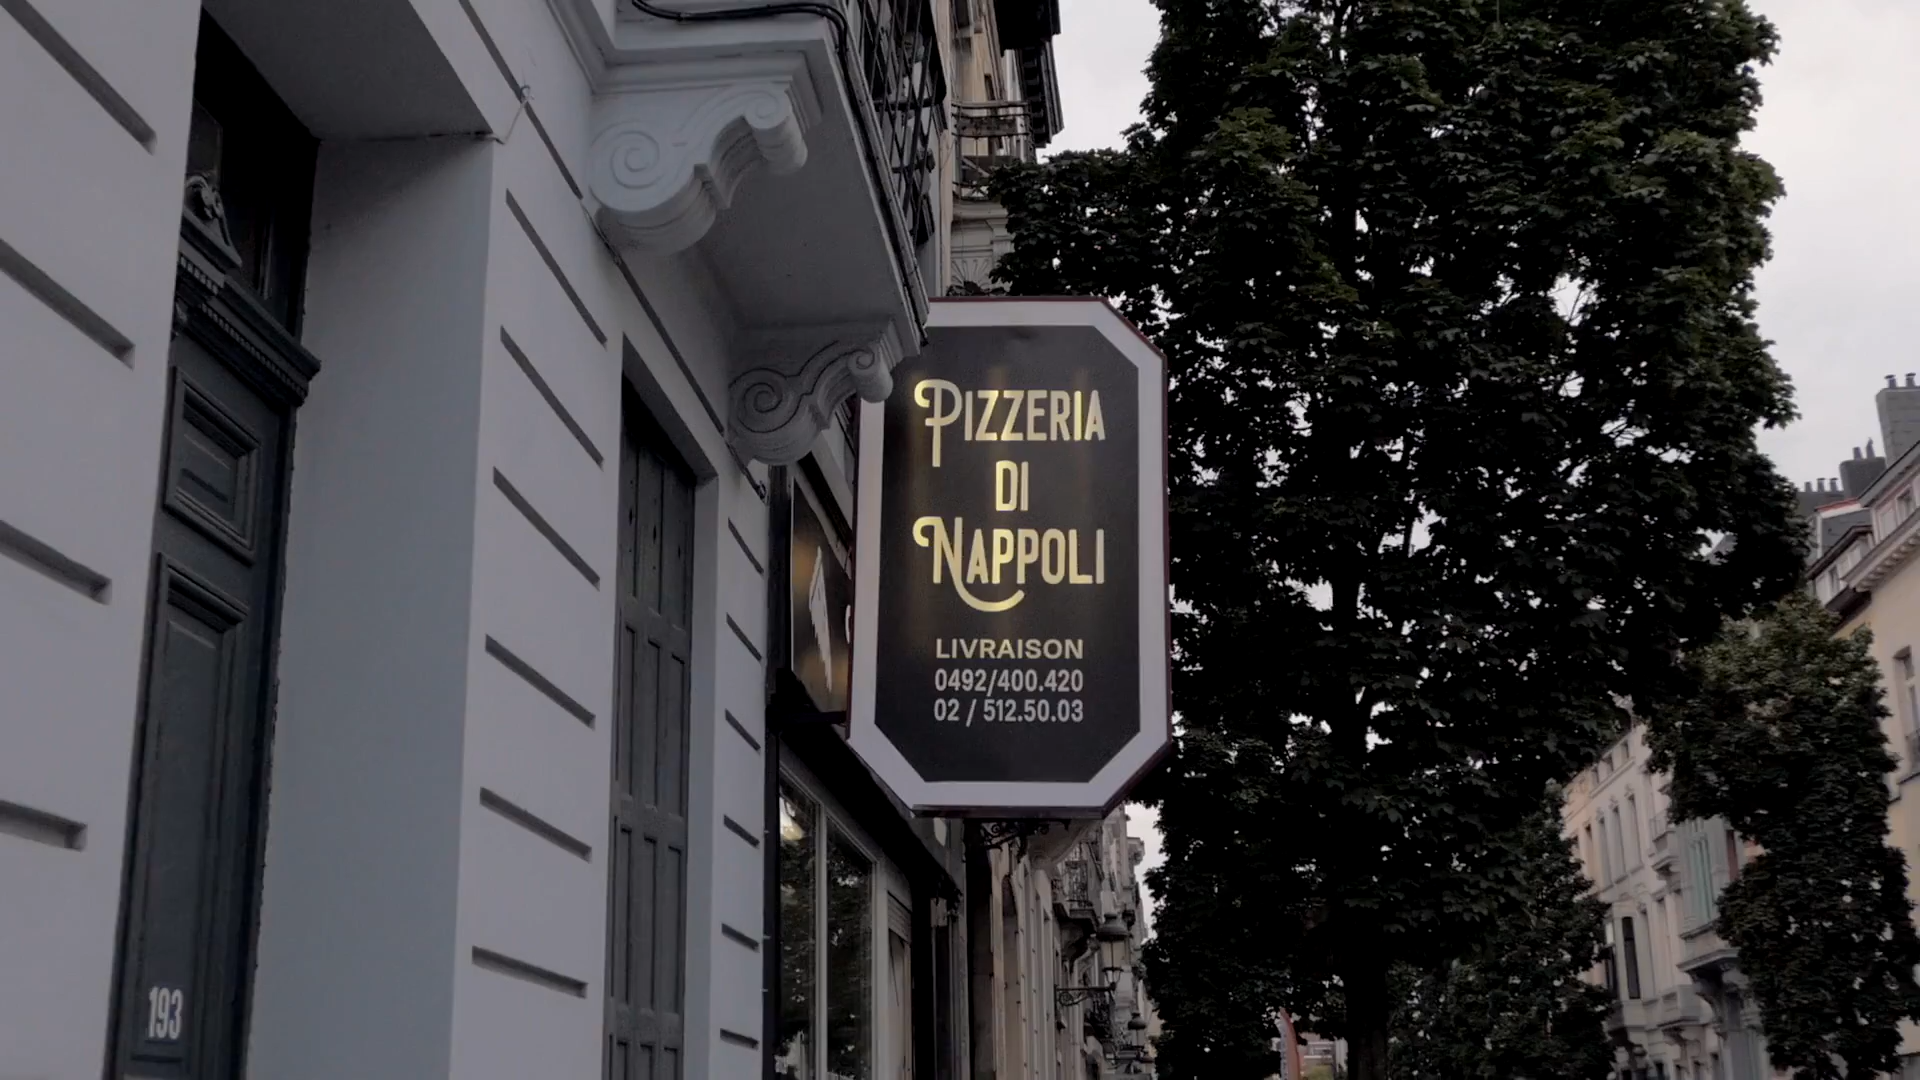 PIZZERIA
DI
NAPPOLI
LIVRAISON
0492/400.420
02 / 512.50.03
193